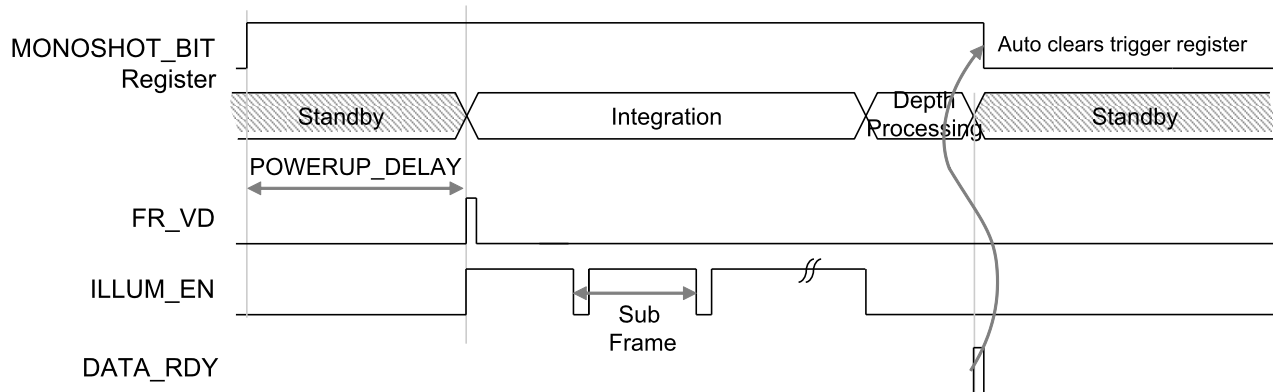 MONOSHOT_BIT
Register
Auto clears trigger register
Standby
Integration
Depth
Processing
Standby
POWERUP_DELAY
FR_VD
ILLUM_EN
Sub
Frame
DATA_RDY